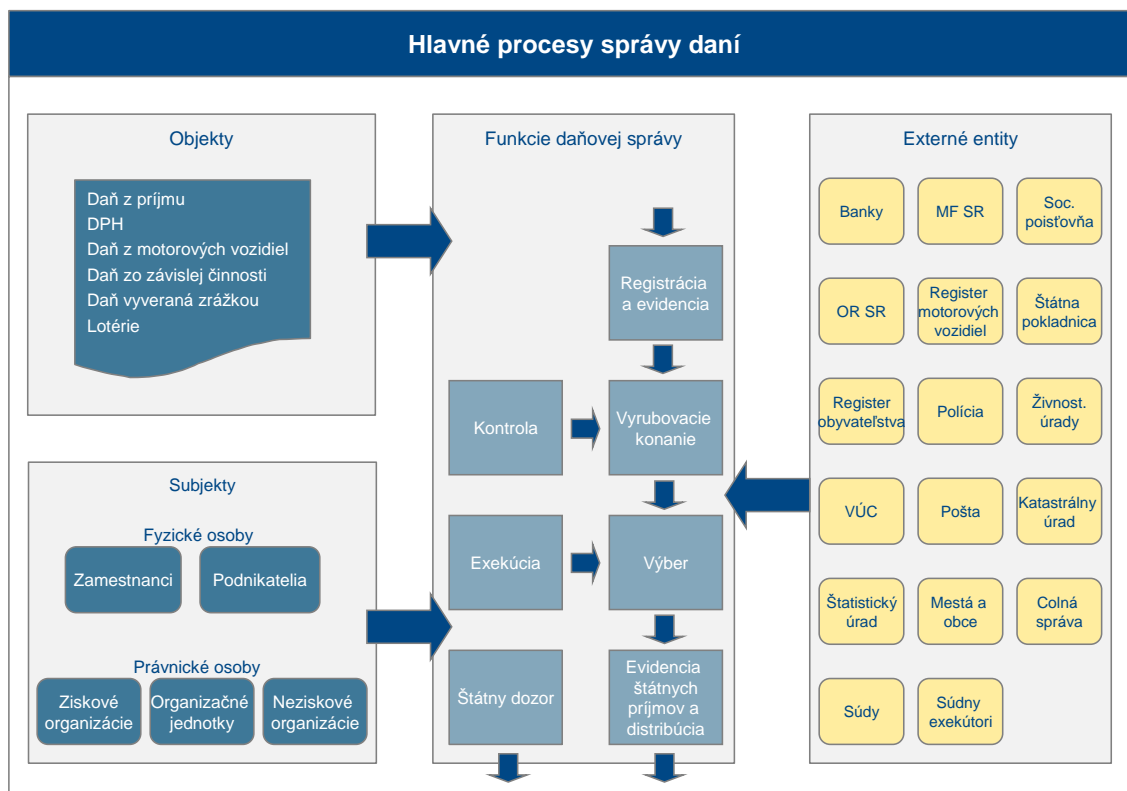 Hlavné procesy správy daní
Objekty
Daň z príjmu
DPH
Daň z motorových vozidiel
Daň zo závislej činnosti
Daň vyveraná zrážkou
Lotérie
Subjekty
Fyzické osoby
Zamestnanci
Podnikatelia
Právnické osoby
Ziskové
organizácie
Organizačné
jednotky
Neziskové
organizácie
Funkcie daňovej správy
Registrácia
a evidencia
Kontrola
Vyrubovacie
konanie
Exekúcia
Výber
Štátny dozor
Evidencia
štátnych
príjmov a
distribúcia
Externé entity
Banky
MF SR
Soc.
poisťovňa
OR SR
Register
motorových
vozidiel
Štátna
pokladnica
Register
obyvateľstva
Polícia
Živnost.
úrady
VÚC
Pošta
Katastrálny
úrad
Štatistický
úrad
Mestá a
obce
Colná
správa
Súdy
Súdny
exekútori